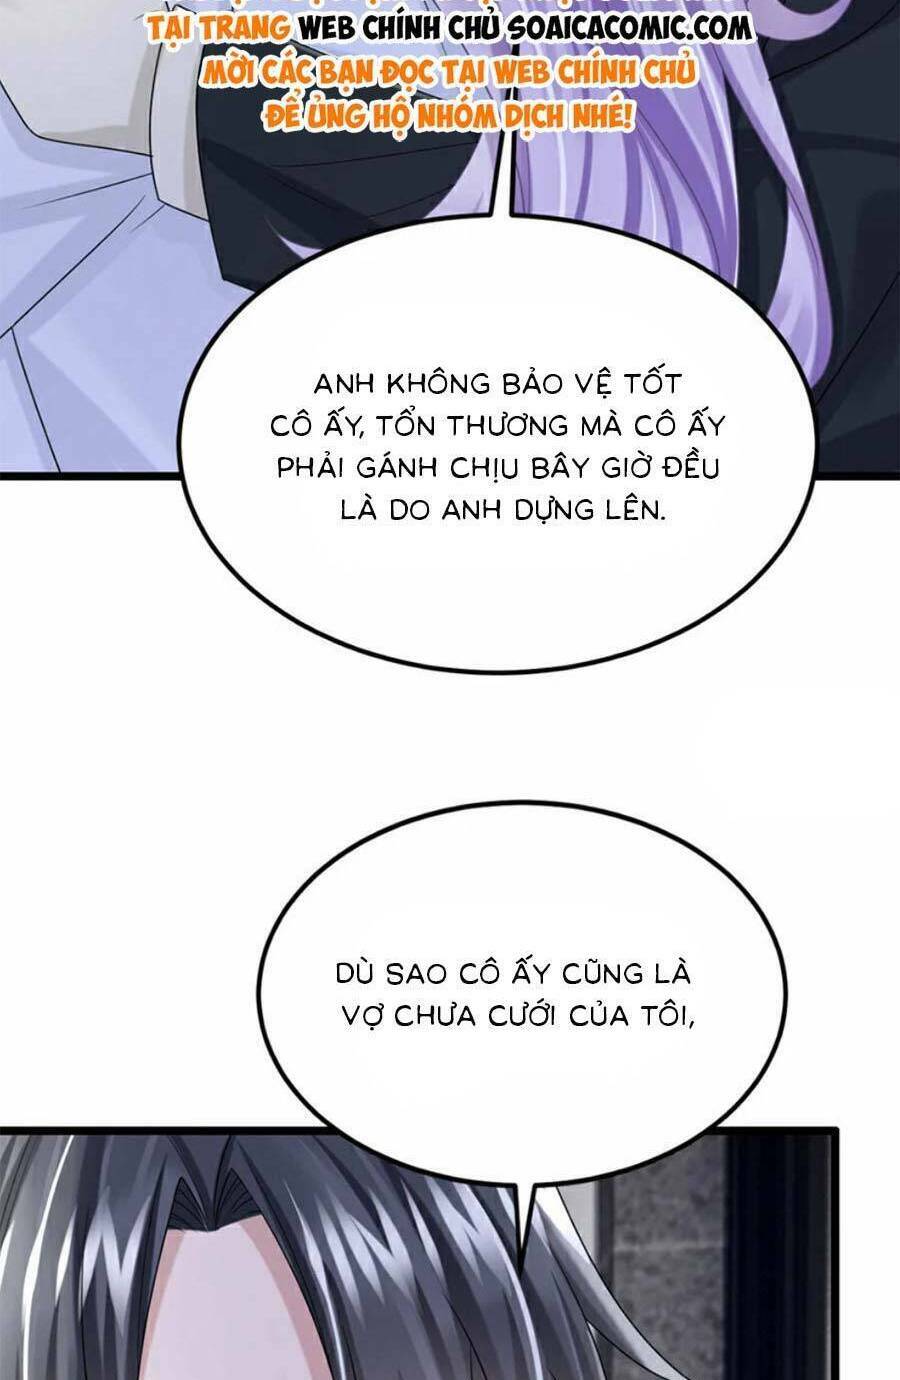 TẠI TRANG WEB CHÍNH CHỦ SOAICACOMIC.COM
MỜI CÁC BẠN ĐỌC TẠI WEB CHÍNH CHỦ
ĐỂ ỦNG HỘ NHÓM DỊCH NHÉ!
ANH KHÔNG BẢO VỆ TỐT
CÔ ẤY, TỔN THƯƠNG MÀ CÔ ẤY
PHẢI GÁNH CHỊU BÂY GIỜ ĐỀU
LÀ DO ANH DỰNG LÊN.
DÙ SAO CÔ ẤY CŨNG LÀ
VỢ CHƯA CƯỚI CỦA TÔI,